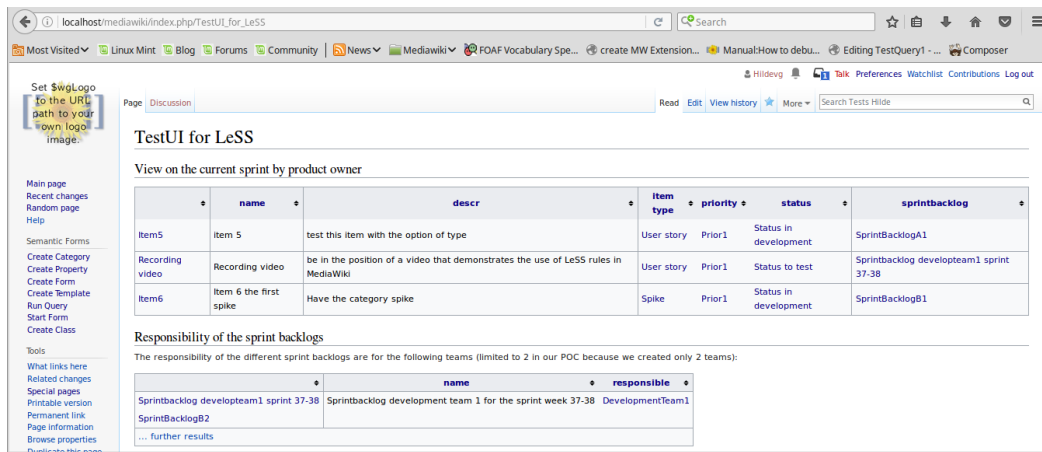 localhost/mediawiki/index.php/TestUI_for_LeSS
Search
Most Visited Linux Mint Blog Forums Community News Mediawiki FOAF Vocabulary Spe... create MW Extension... Manual:How to debu... Editing TestQuery1 - ... Composer
Hildevg 1 Talk Preferences Watchlist Contributions Log out
Set $wgLogo
to the URL
path to your
own logo
image.
Page Discussion
Read Edit View history More Search Tests Hilde
TestUI for LeSS
View on the current sprint by product owner
name descr item type priority status sprintbacklog
Item5 item 5 test this item with the option of type User story Prior1 Status in development SprintBacklogA1
Recording video Recording video be in the position of a video that demonstrates the use of LeSS rules in MediaWiki User story Prior1 Status to test Sprintbacklog developteam1 sprint 37-38
Item6 Item 6 the first spike Have the category spike Spike Prior1 Status in development SprintBacklogB1
Responsibility of the sprint backlogs
The responsibility of the different sprint backlogs are for the following teams (limited to 2 in our POC because we created only 2 teams):
name responsible
Sprintbacklog developteam1 sprint 37-38 Sprintbacklog development team 1 for the sprint week 37-38 DevelopmentTeam1
SprintBacklogB2
... further results
Main page
Recent changes
Random page
Help
Semantic Forms
Create Category
Create Property
Create Form
Create Template
Run Query
Start Form
Create Class
Tools
What links here
Related changes
Special pages
Printable version
Permanent link
Page information
Browse properties
Duplicate this page